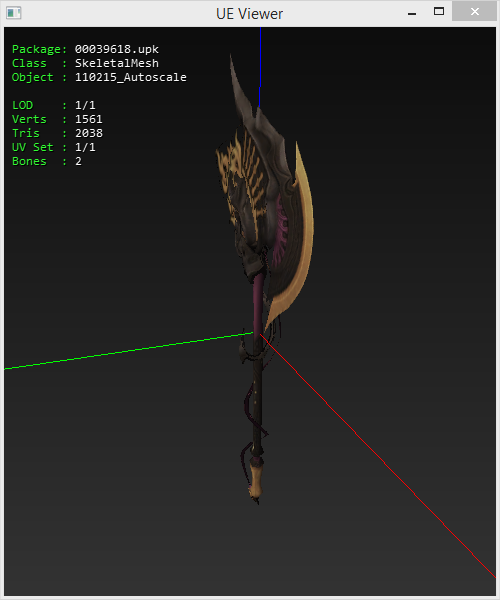 UE Viewer
Package: 00039618.upk
Class : SkeletalMesh
Object : 110215_Autoscale
LOD : 1/1
Verts : 1561
Tris : 2038
UV Set : 1/1
Bones : 2